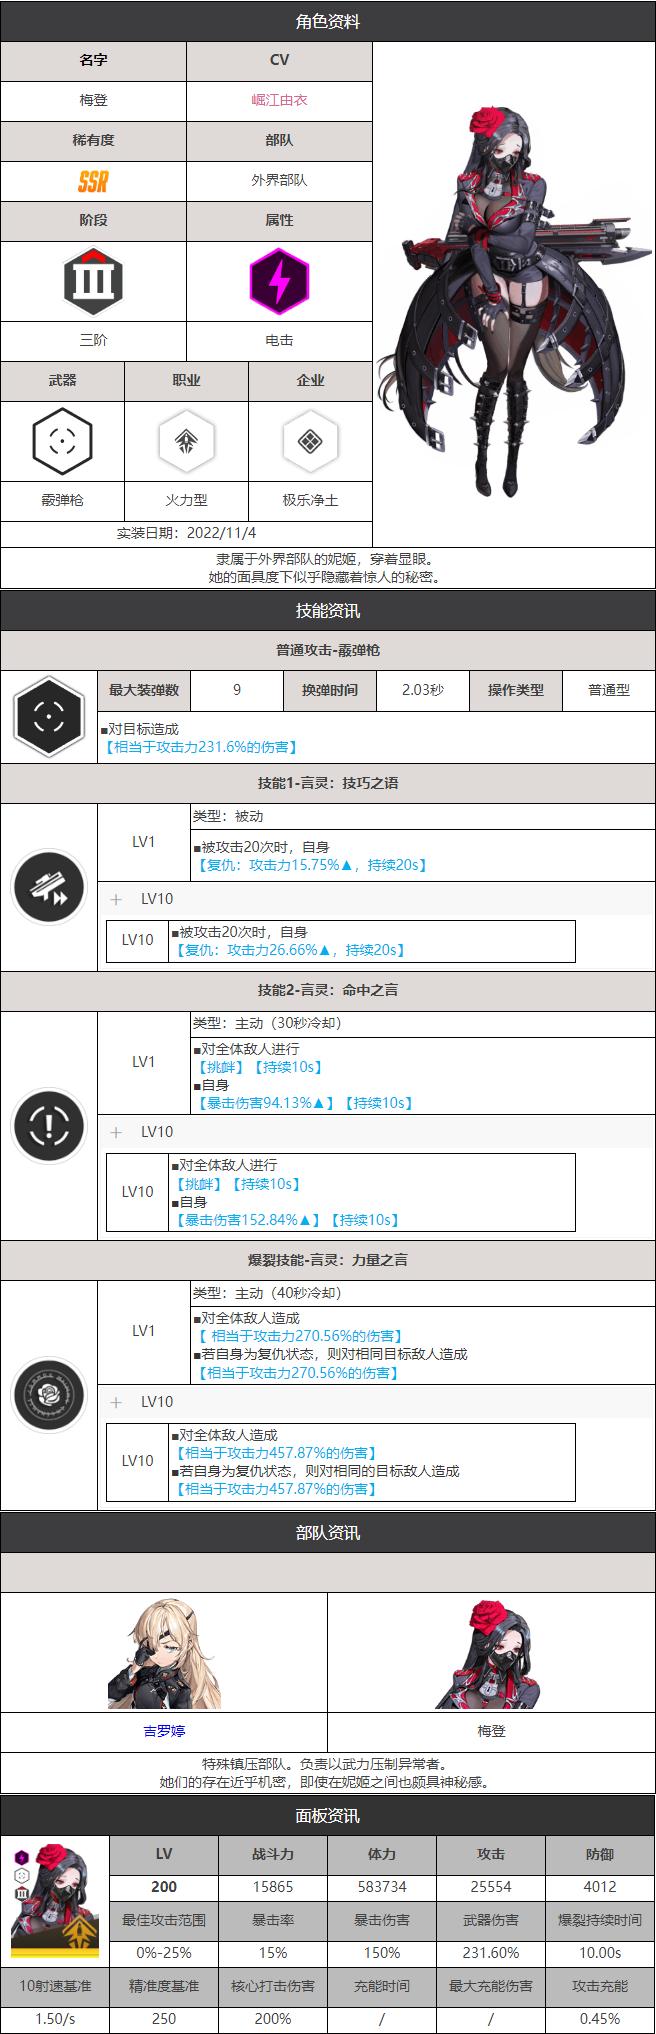 角色资料
名字 CV
梅登 崛江由衣
稀有度 部队
SSR 外界部队
阶段 属性
三阶 电击
武器 职业 企业
霰弹枪 火力型 极乐净土
实装日期：2022/11/4
隶属于外界部队的妮姬，穿着显眼。
她的面具度下似乎隐藏着惊人的秘密。
技能资讯
普通攻击-霰弹枪
最大装弹数 9 换弹时间 2.03秒 操作类型 普通型
■对目标造成
【相当于攻击力231.6%的伤害】
技能1-言灵：技巧之语
LV1
类型：被动
■被攻击20次时，自身
【复仇：攻击力15.75%▲，持续20s】
+ LV10
LV10
■被攻击20次时，自身
【复仇：攻击力26.66%▲，持续20s】
技能2-言灵：命中之言
LV1
类型：主动（30秒冷却）
■对全体敌人进行
【挑衅】【持续10s】
■自身
【暴击伤害94.13%▲】【持续10s】
+ LV10
LV10
■对全体敌人进行
【挑衅】【持续10s】
■自身
【暴击伤害152.84%▲】【持续10s】
爆裂技能-言灵：力量之言
LV1
类型：主动（40秒冷却）
■对全体敌人造成
【 相当于攻击力270.56%的伤害】
■若自身为复仇状态，则对相同目标敌人造成
【相当于攻击力270.56%的伤害】
+ LV10
LV10
■对全体敌人造成
【相当于攻击力457.87%的伤害】
■若自身为复仇状态，则对相同的目标敌人造成
【相当于攻击力457.87%的伤害】
部队资讯
吉罗婷 梅登
特殊镇压部队。负责以武力压制异常者。
她们的存在近乎机密，即使在妮姬之间也颇具神秘感。
面板资讯
LV 战斗力 体力 攻击 防御
200 15865 583734 25554 4012
最佳攻击范围 暴击率 暴击伤害 武器伤害 爆裂持续时间
0%-25% 15% 150% 231.60% 10.00s
10射速基准 精准度基准 核心打击伤害 充能时间 最大充能伤害 攻击充能
1.50/s 250 200% / / 0.45%